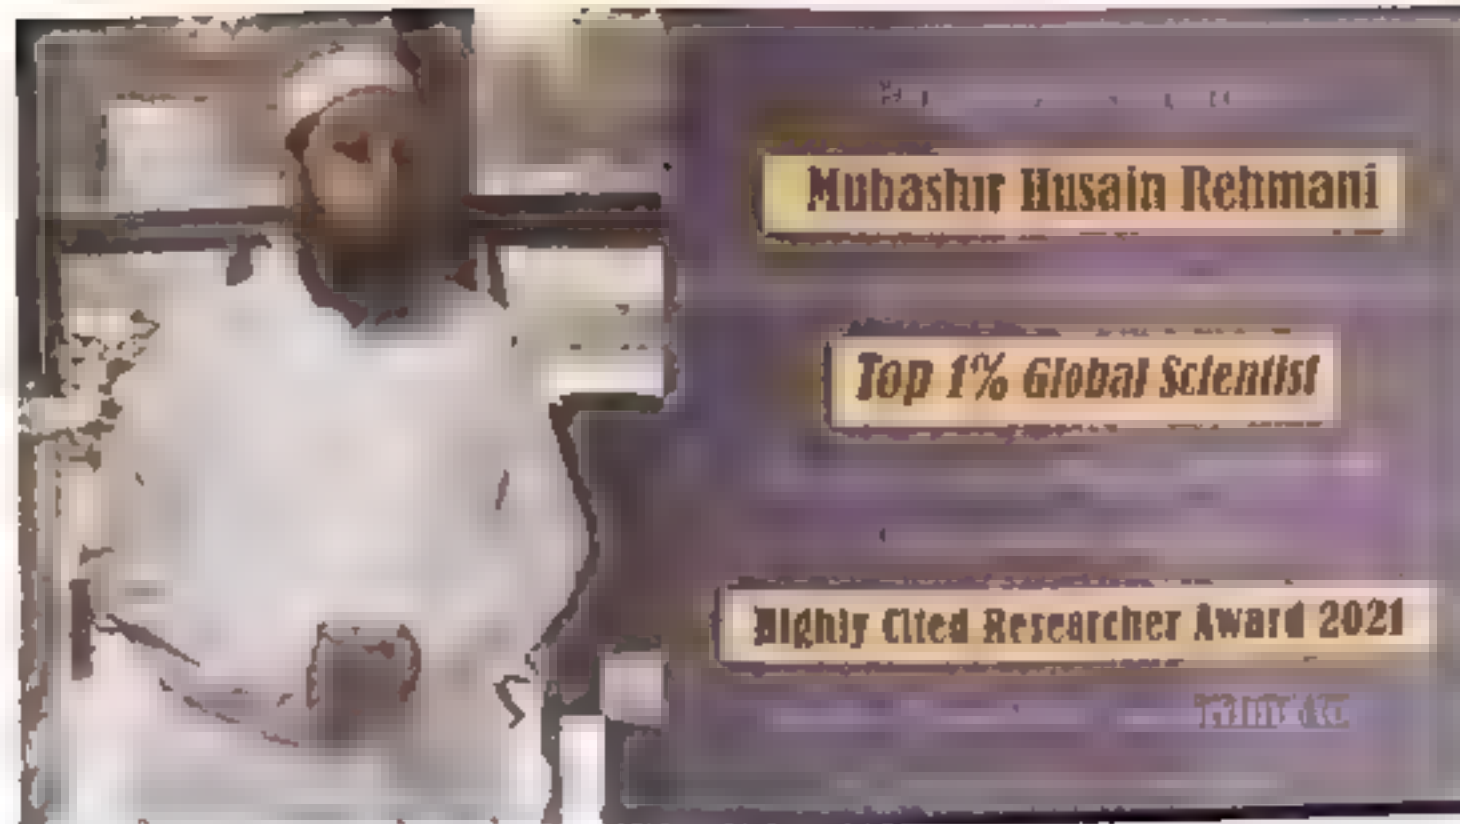 Mubashir Husain Rehmani
Top 1% Global Scientist
Highly Cited Researcher Award 2021